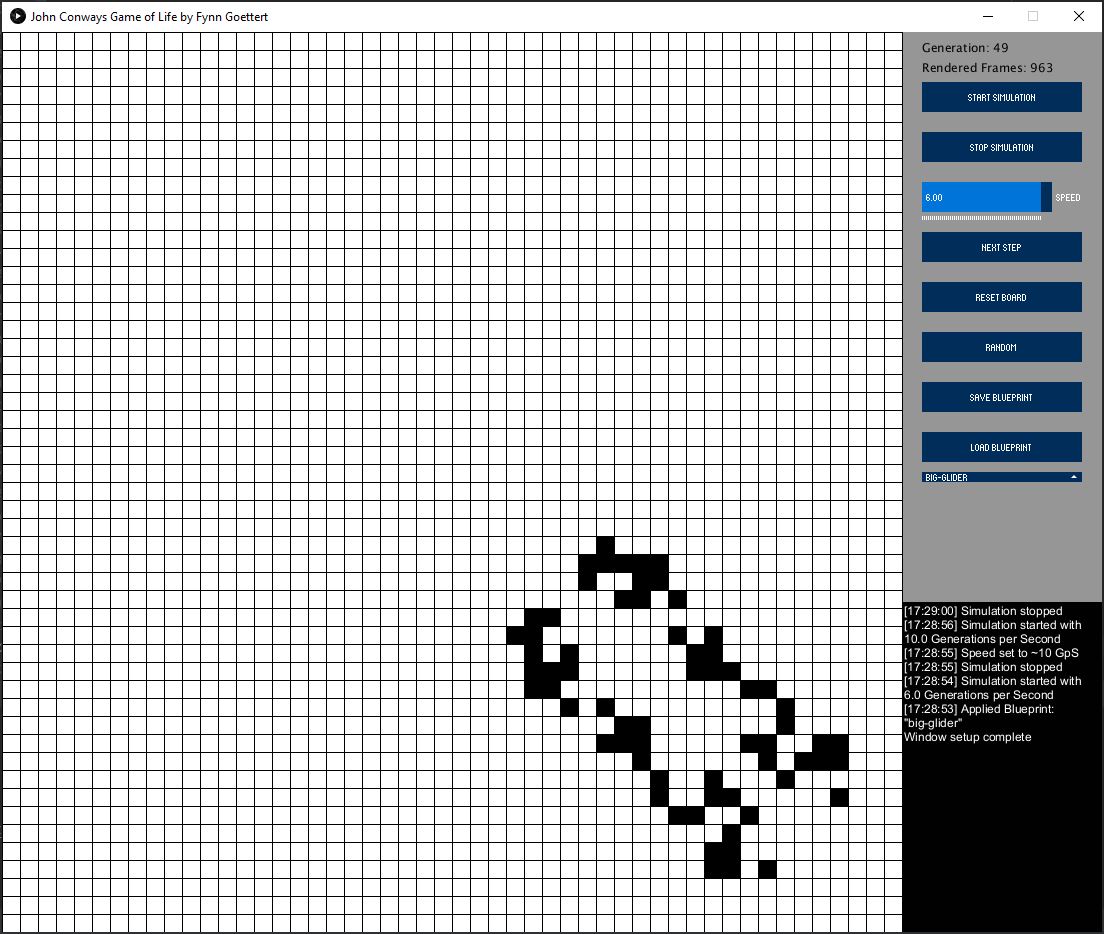 John Conways Game of Life by Fynn Goettert
Generation: 49
Rendered Frames: 963
START SIMULATION
STOP SIMULATION
6.00
SPEED
NEXT STEP
RESET BOARD
RANDOM
SAVE BLUEPRINT
LOAD BLUEPRINT
BIG-GLIDER
[17:29:00] Simulation stopped
[17:28:56] Simulation started with
10.0 Generations per Second
[17:28:55] Speed set to ~10 GpS
[17:28:55] Simulation stopped
[17:28:54] Simulation started with
6.0 Generations per Second
[17:28:53] Applied Blueprint:
"big-glider"
Window setup complete